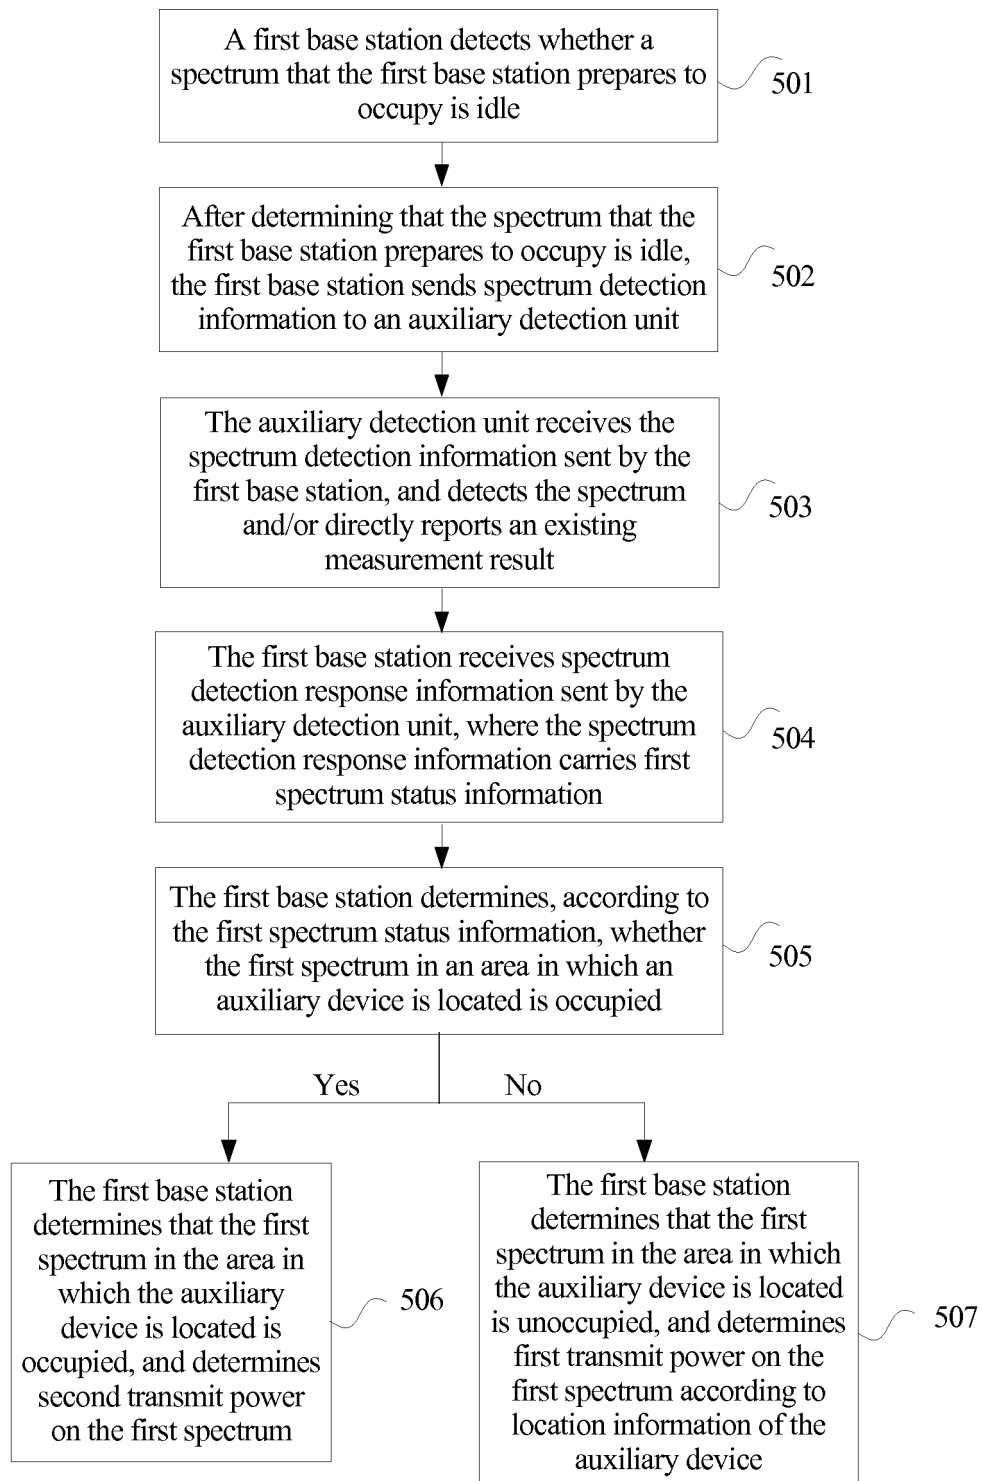 A first base station detects whether a
spectrum that the first base station prepares to
occupy is idle
501
After determining that the spectrum that the
first base station prepares to occupy is idle,
the first base station sends spectrum detection
information to an auxiliary detection unit
502
The auxiliary detection unit receives the
spectrum detection information sent by the
first base station, and detects the spectrum
and/or directly reports an existing
measurement result
503
The first base station receives spectrum
detection response information sent by the
auxiliary detection unit, where the spectrum
detection response information carries first
spectrum status information
504
The first base station determines, according to
the first spectrum status information, whether
the first spectrum in an area in which an
auxiliary device is located is occupied
505
Yes
No
The first base station
determines that the first
spectrum in the area in
which the auxiliary
device is located is
occupied, and determines
second transmit power
on the first spectrum
506
The first base station
determines that the first
spectrum in the area in which
the auxiliary device is located
is unoccupied, and determines
first transmit power on the
first spectrum according to
location information of the
auxiliary device
507